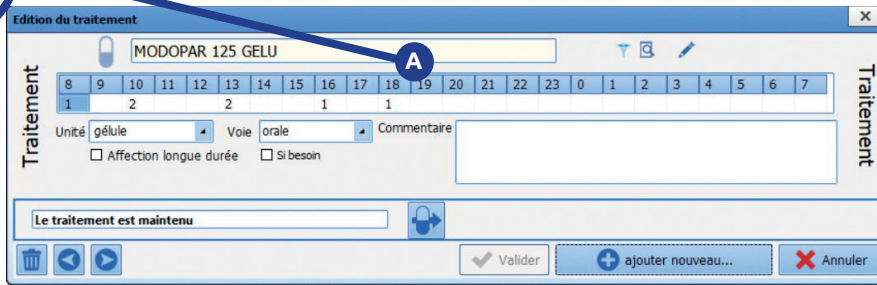 Edition du traitement
MODOPAR 125 GELU
A
Traitement
8 9 10 11 12 13 14 15 16 17 18 19 20 21 22 23 0 1 2 3 4 5 6 7
1 2 2 1 1
Unité gélule Voie orale Commentaire
Affection longue durée Si besoin
Traitement
Le traitement est maintenu
Valider ajouter nouveau... Annuler